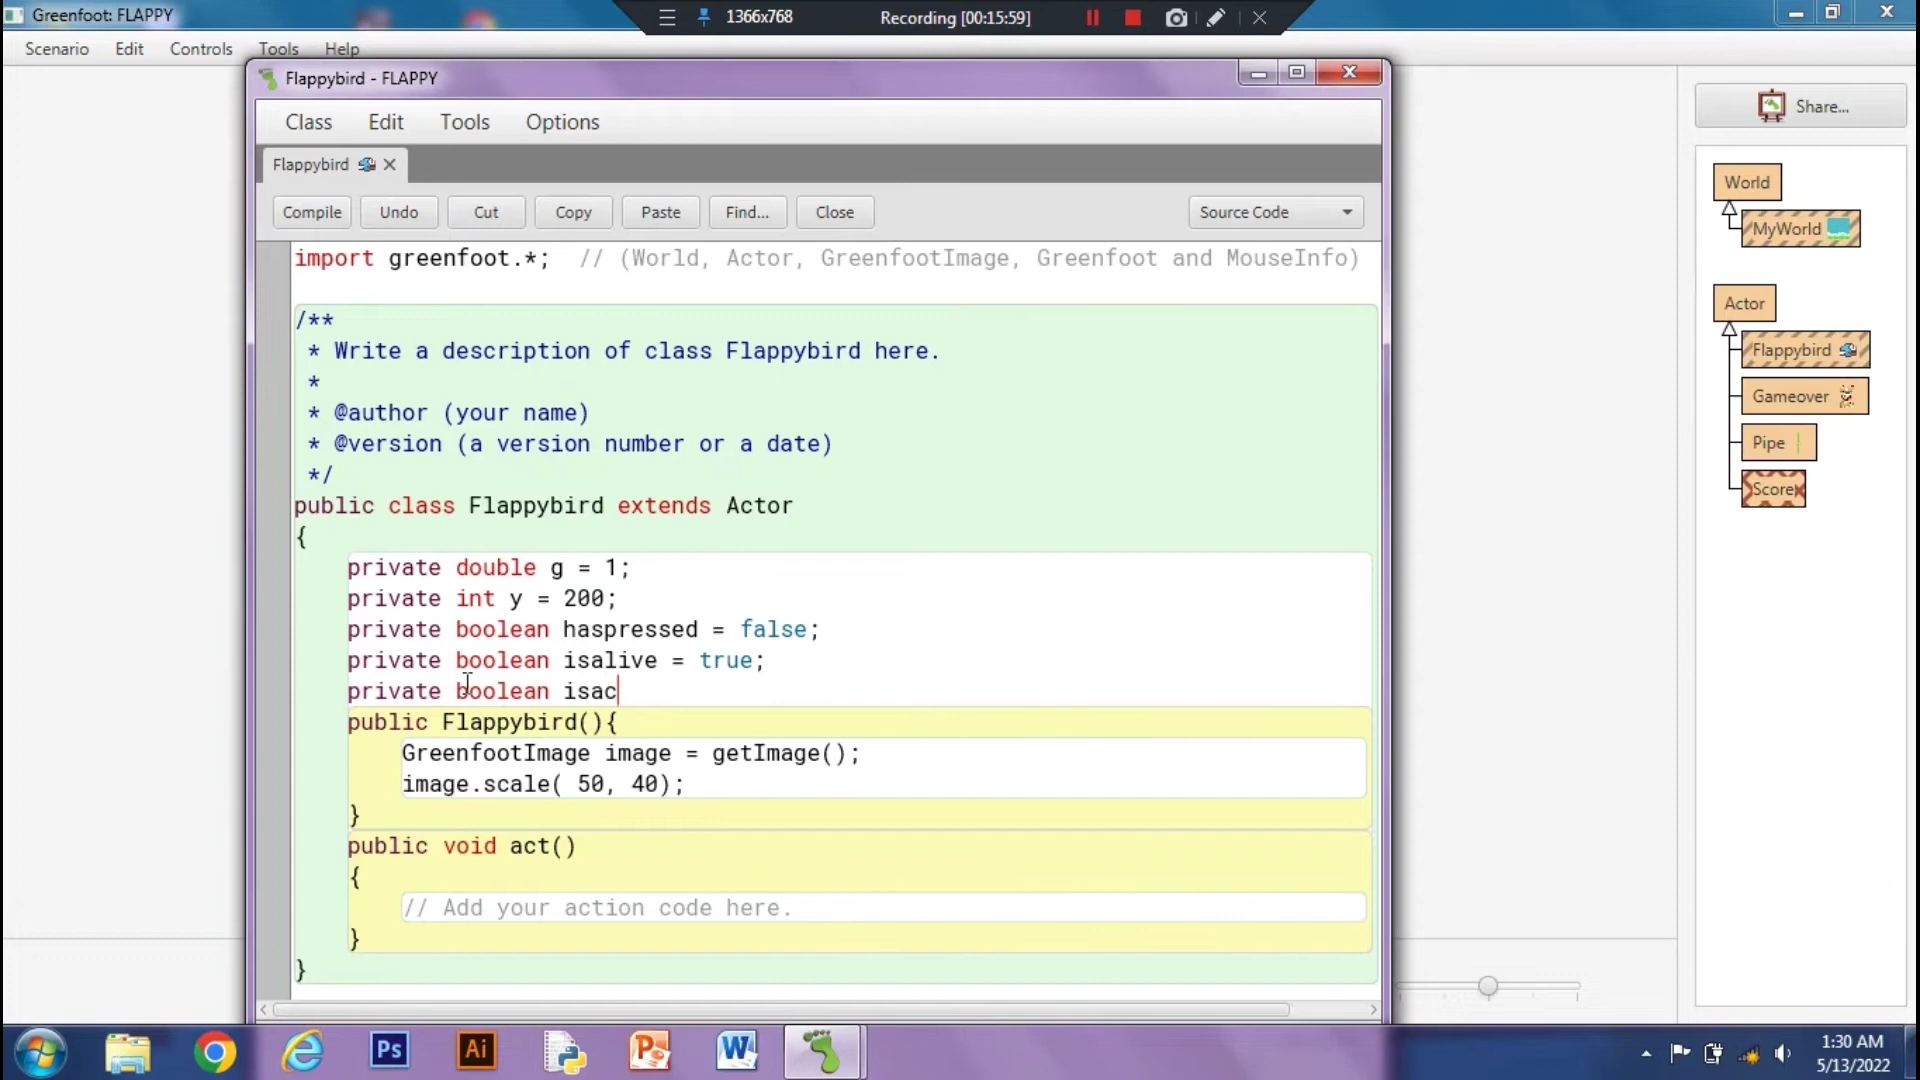 Greenfoot: FLAPPY
1366x768
Recording [00:15:59]
Scenario Edit Controls Tools Help
Flappybird - FLAPPY
Share...
Class Edit Tools Options
Flappybird
Compile Undo Cut Copy Paste Find... Close Source Code
import greenfoot.*;  // (World, Actor, GreenfootImage, Greenfoot and MouseInfo)
/**
 * Write a description of class Flappybird here.
 *
 * @author (your name)
 * @version (a version number or a date)
 */
public class Flappybird extends Actor
{
    private double g = 1;
    private int y = 200;
    private boolean haspressed = false;
    private boolean isalive = true;
    private boolean isac
    public Flappybird(){
        GreenfootImage image = getImage();
        image.scale( 50, 40);
    }
    public void act()
    {
        // Add your action code here.
    }
}
World
MyWorld
Actor
Flappybird
Gameover
Pipe
Score
Ps
Ai
1:30 AM
5/13/2022